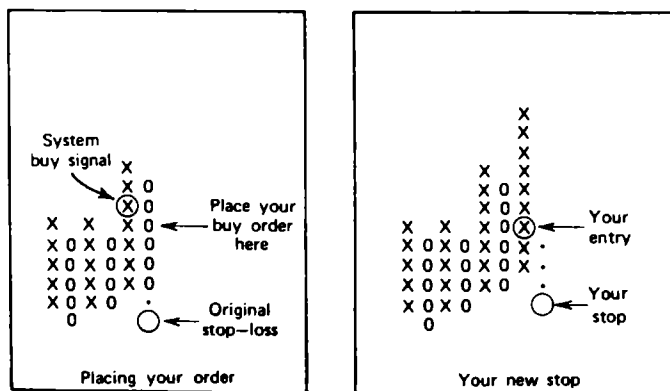 System
buy signal
X
X O
X O
X X X O
X O X O X O
X O X O X O
X O X O X O
X O X O
O
Place your
buy order
here
Original
stop-loss
Placing your order
X
X
X
X X
X O X
X O X
X X X O X
X O X O X O X
X O X O X O X
X O X O X O
X O X O
O
Your
entry
Your
stop
Your new stop